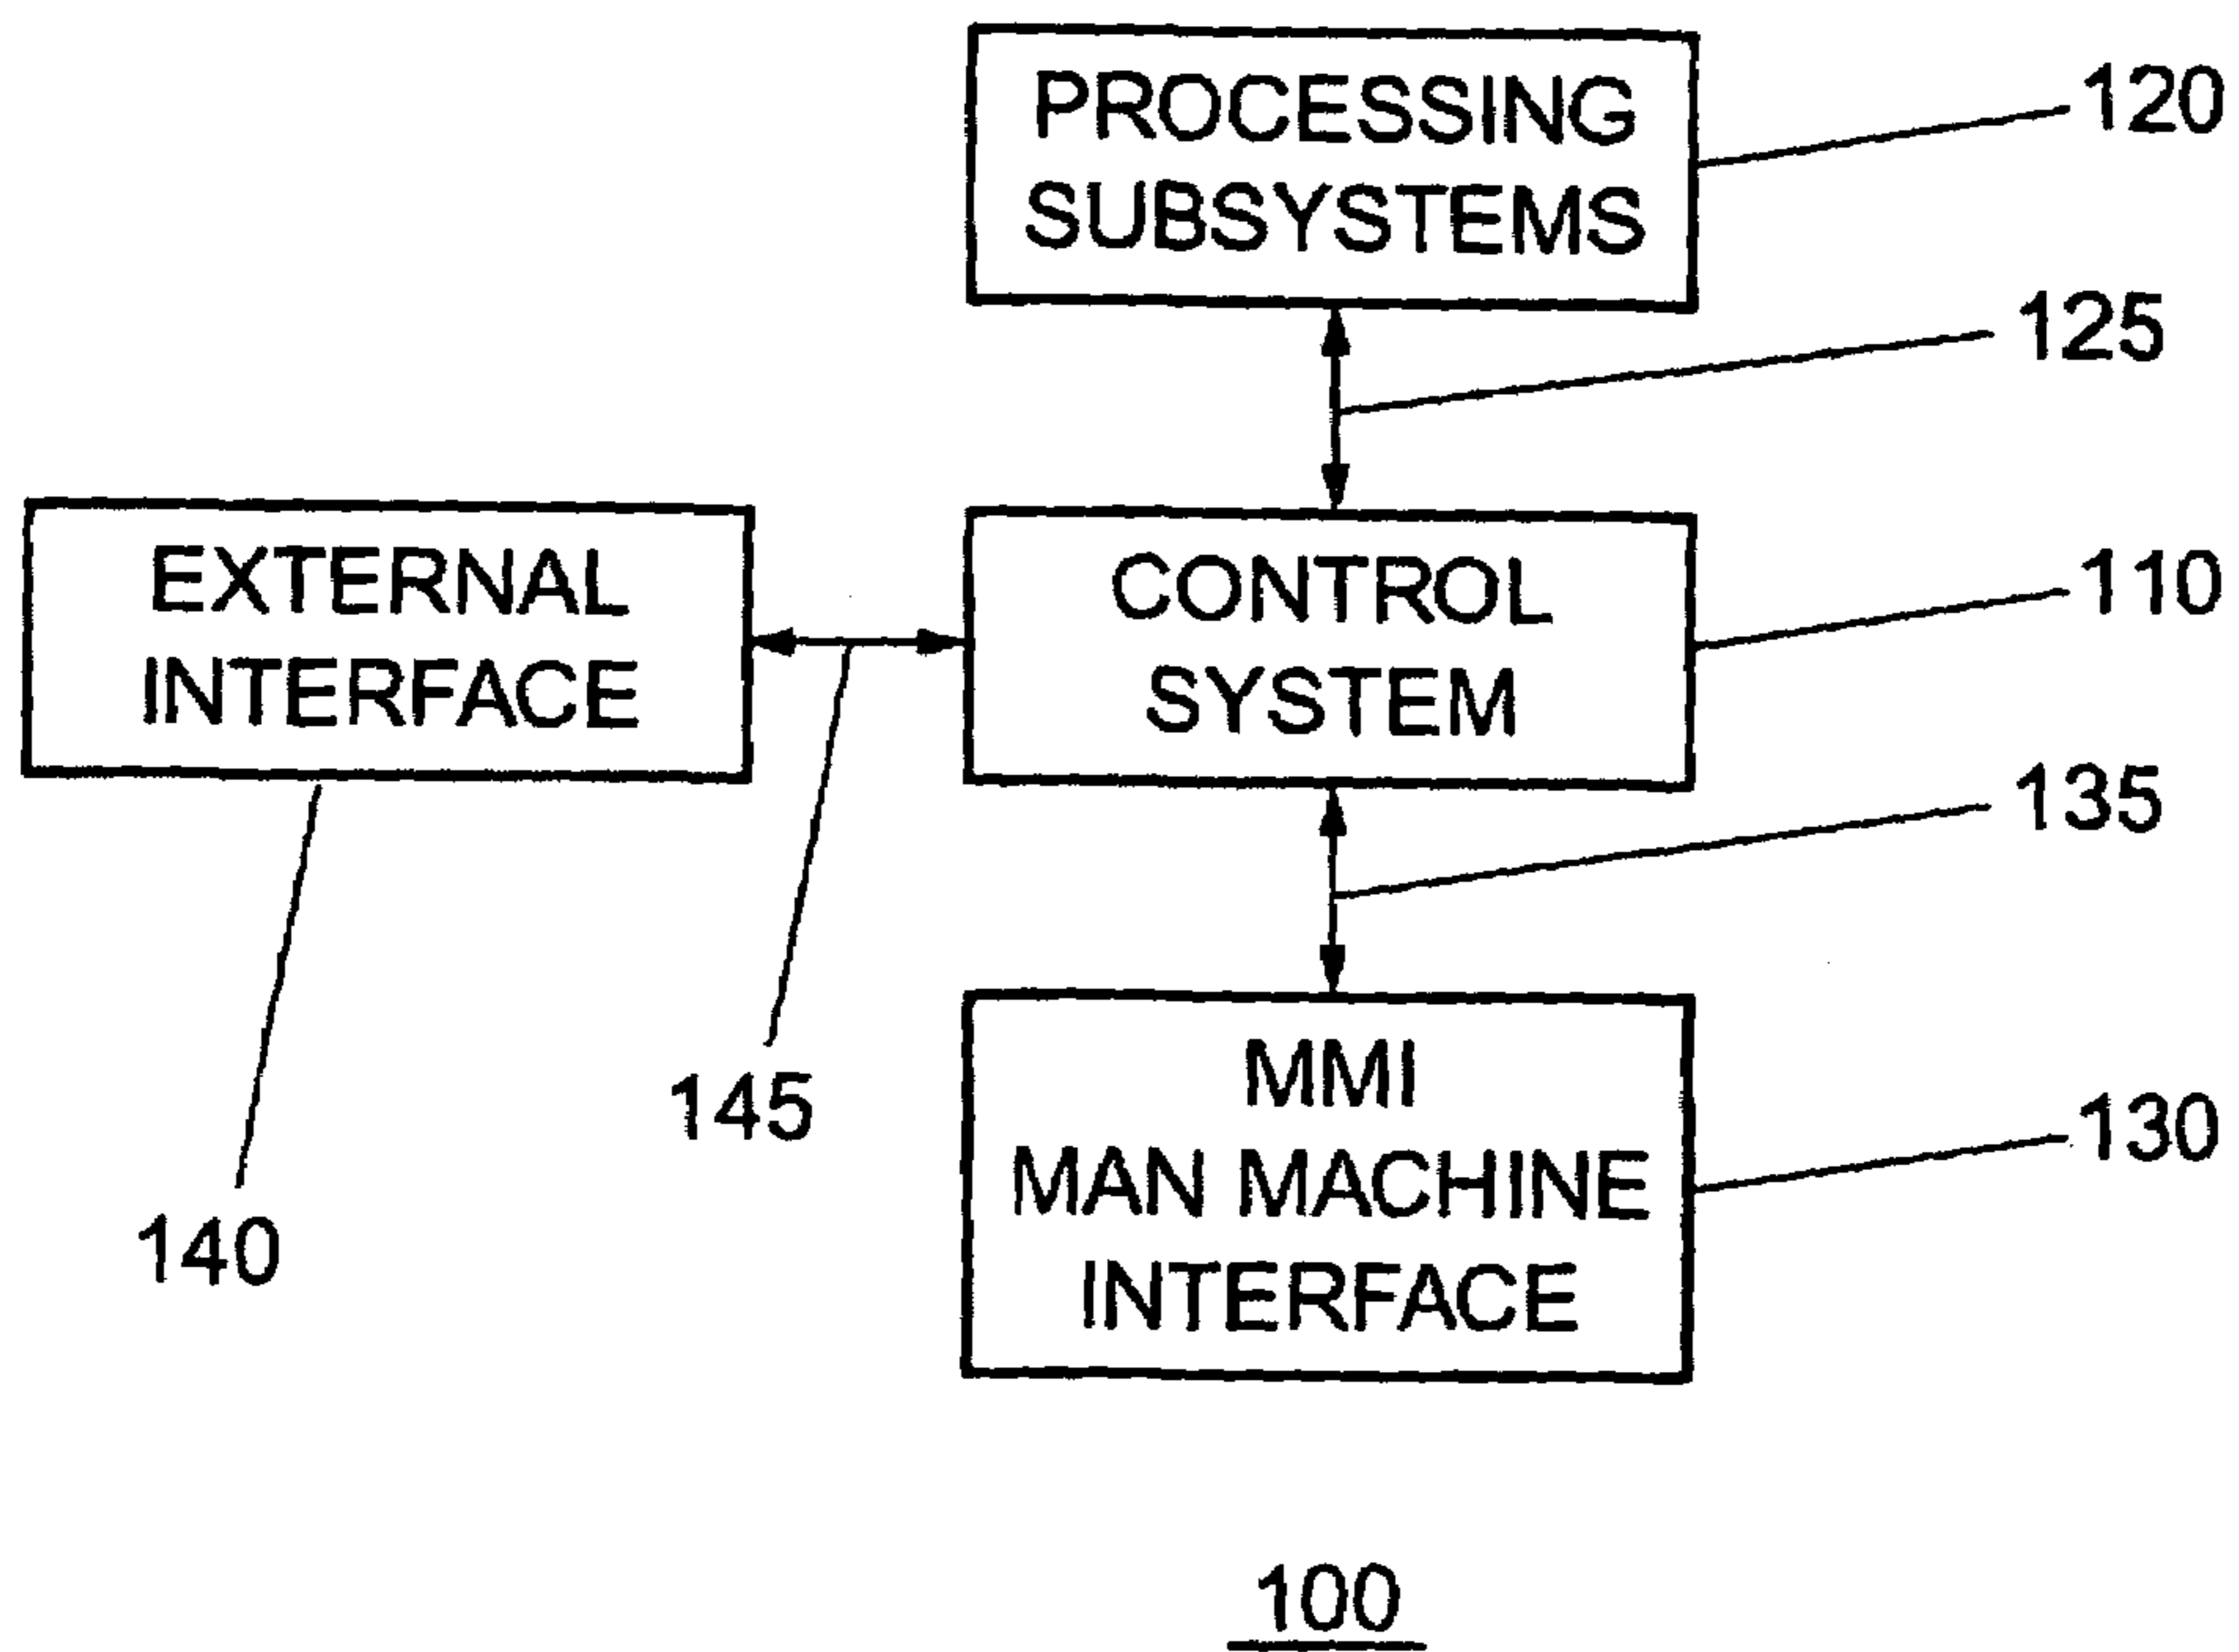 PROCESSING
SUBSYSTEMS
120
125
EXTERNAL
INTERFACE
CONTROL
SYSTEM
110
135
145
140
MMI
MAN MACHINE
INTERFACE
130
100